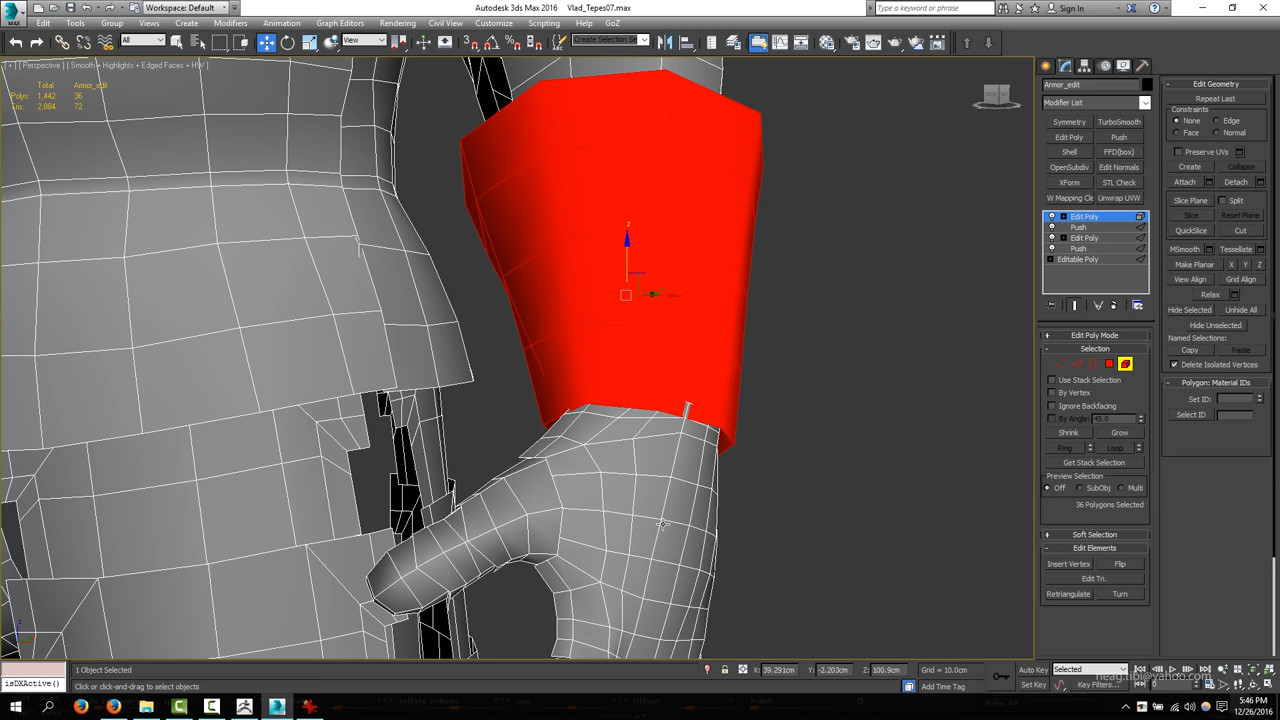 Workspace: Default
Autodesk 3ds Max 2016 Vlad_Tepes07.max
Type a keyword or phrase
Sign In
MAX
Edit Tools Group Views Create Modifiers Animation Graph Editors Rendering Civil View Customize Scripting Help GoZ
All
View
Create Selection Se
[+] [Perspective] [Smooth + Highlights + Edged Faces + HW]
Total Armor_edit
Polys: 1,442 36
Tris: 2,884 72
z
Armor_edit
Modifier List
Symmetry TurboSmooth
Edit Poly Push
Shell FFD(box)
OpenSubdiv Edit Normals
XForm STL Check
W Mapping Cle Unwrap UVW
Edit Poly
Push
Edit Poly
Push
Editable Poly
Edit Poly Mode
Selection
Use Stack Selection
By Vertex
Ignore Backfacing
By Angle: 45.0
Shrink Grow
Ring Loop
Get Stack Selection
Preview Selection
Off SubObj Multi
36 Polygons Selected
Soft Selection
Edit Elements
Insert Vertex Flip
Edit Tri.
Retriangulate Turn
Edit Geometry
Repeat Last
Constraints
None Edge
Face Normal
Preserve UVs
Create Collapse
Attach Detach
Slice Plane Split
Slice Reset Plane
QuickSlice Cut
MSmooth Tessellate
Make Planar X Y Z
View Align Grid Align
Relax
Hide Selected Unhide All
Hide Unselected
Named Selections:
Copy Paste
Delete Isolated Vertices
Polygon: Material IDs
Set ID:
Select ID
1 Object Selected
X: 39.291cm Y: -2.203cm Z: 100.9cm Grid = 10.0cm
Auto Key Selected
isDXActive()
Click or click-and-drag to select objects
Add Time Tag
Set Key Key Filters...
neag.tibi@yahoo.com
5:46 PM
12/26/2016